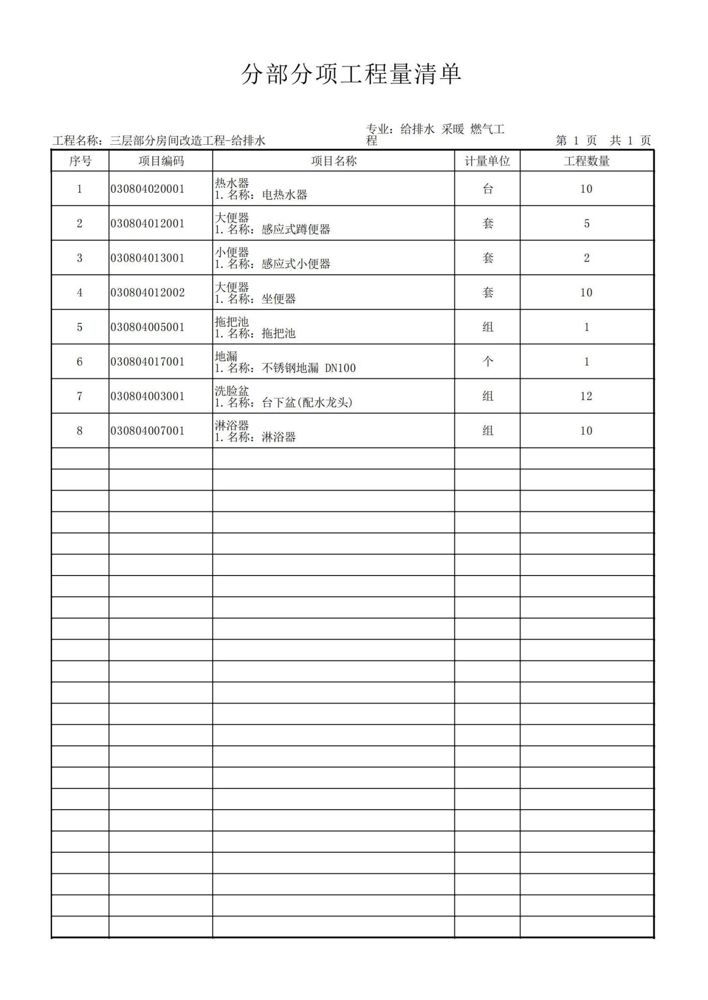 分部分项工程量清单
专业：给排水 采暖 燃气工
工程名称：三层部分房间改造工程-给排水 程 第 1 页 共 1 页
序号 项目编码 项目名称 计量单位 工程数量
热水器
1 030804020001 台 10
1.名称：电热水器
大便器
2 030804012001 套 5
1.名称：感应式蹲便器
小便器
3 030804013001 套 2
1.名称：感应式小便器
大便器
4 030804012002 套 10
1.名称：坐便器
拖把池
5 030804005001 组 1
1.名称：拖把池
地漏
6 030804017001 个 1
1.名称：不锈钢地漏 DN100
洗脸盆
7 030804003001 组 12
1.名称：台下盆(配水龙头)
淋浴器
8 030804007001 组 10
1.名称：淋浴器